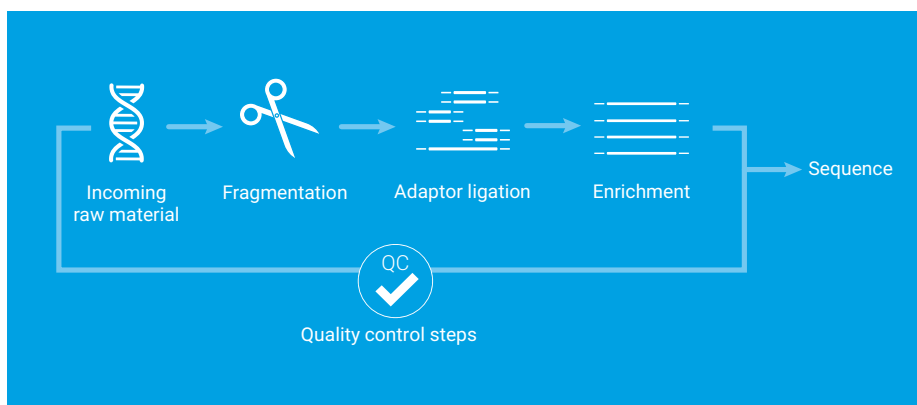 Incoming
raw material
Fragmentation
Adaptor ligation
Enrichment
Sequence
QC
Quality control steps